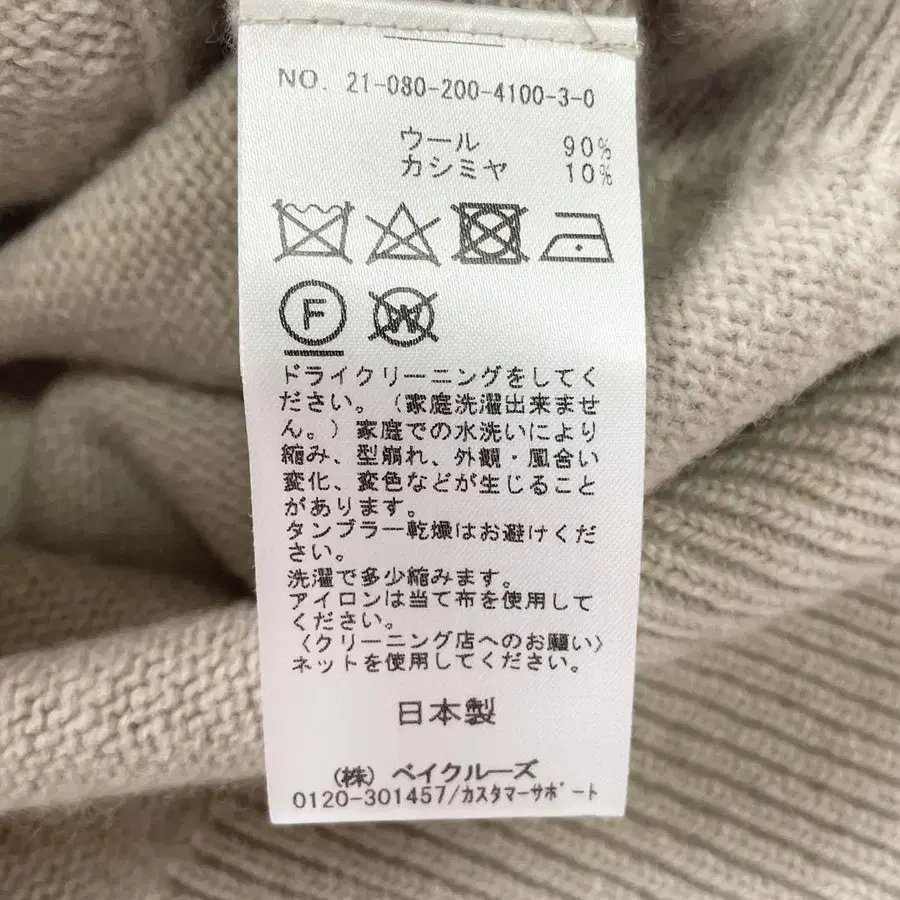 NO. 21-080-200-4100-3-0
ウール 90%
カシミヤ 10%
F
W
ドライクリーニングをしてく
ださい。(家庭洗濯出来ませ
ん。)家庭での水洗いにより
縮み、型崩れ、外観・風合い
変化、変色などが生じること
があります。
タンブラー乾燥はお避けくだ
さい。
洗濯で多少縮みます。
アイロンは当て布を使用して
ください。
〈クリーニング店へのお願い〉
ネットを使用してください。
日本製
(株) ベイクルーズ
0120-301457/カスタマーサポート